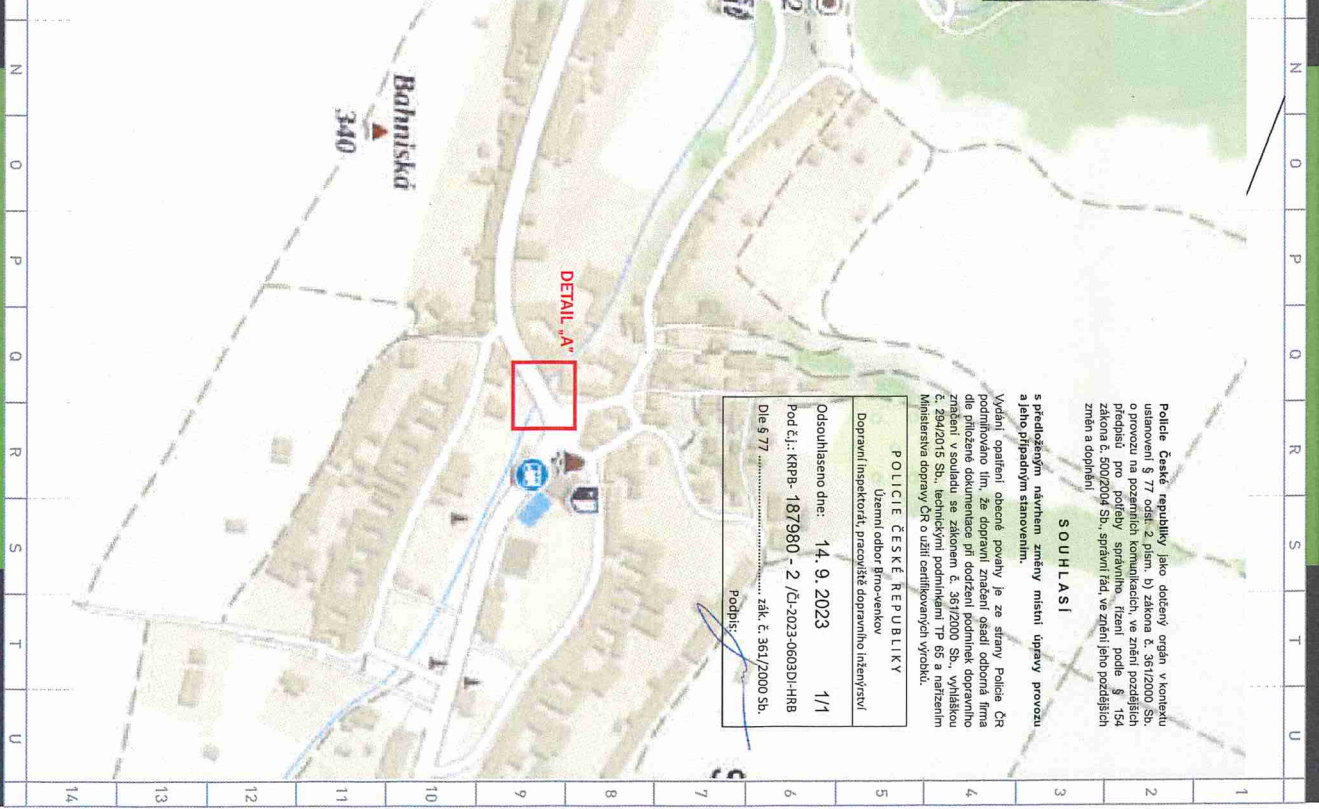 Policie České republiky jako dotčený orgán v kontextu
ustanovení § 77 odst. 2 písm. b) zákona č. 361/2000 Sb.
o provozu na pozemních komunikacích, ve znění pozdějších
předpisů pro potřeby správního řízení podle § 154
zákona č. 500/2004 Sb., správní řád, ve znění jeho pozdějších
změn a doplnění
SOUHLASÍ
s předloženým návrhem změny místní úpravy provozu
a jeho případným stanovením.
Vydání opatření obecné povahy je ze strany Policie ČR
podmiňováno tím, že dopravní značení osadí odborná firma
dle přiložené dokumentace při dodržení podmínek dopravního
značení v souladu se zákonem č. 361/2000 Sb., vyhláškou
č. 294/2015 Sb., technickými podmínkami TP 65 a nařízením
Ministerstva dopravy ČR o užití certifikovaných výrobků.
POLICIE ČESKÉ REPUBLIKY
Územní odbor Brno-venkov
Dopravní inspektorát, pracoviště dopravního inženýrství
Odsouhlaseno dne: 14. 9. 2023 1/1
Pod č.j.: KRPB- 187980 - 2 /ČJ-2023-0603DI-HRB
Dle § 77 ........................ zák. č. 361/2000 Sb.
Podpis:
DETAIL „A"
Bahniská
340
2
N O P Q R S T U
N O P Q R S T U
1 2 3 4 5 6 7 8 9 10 11 12 13 14